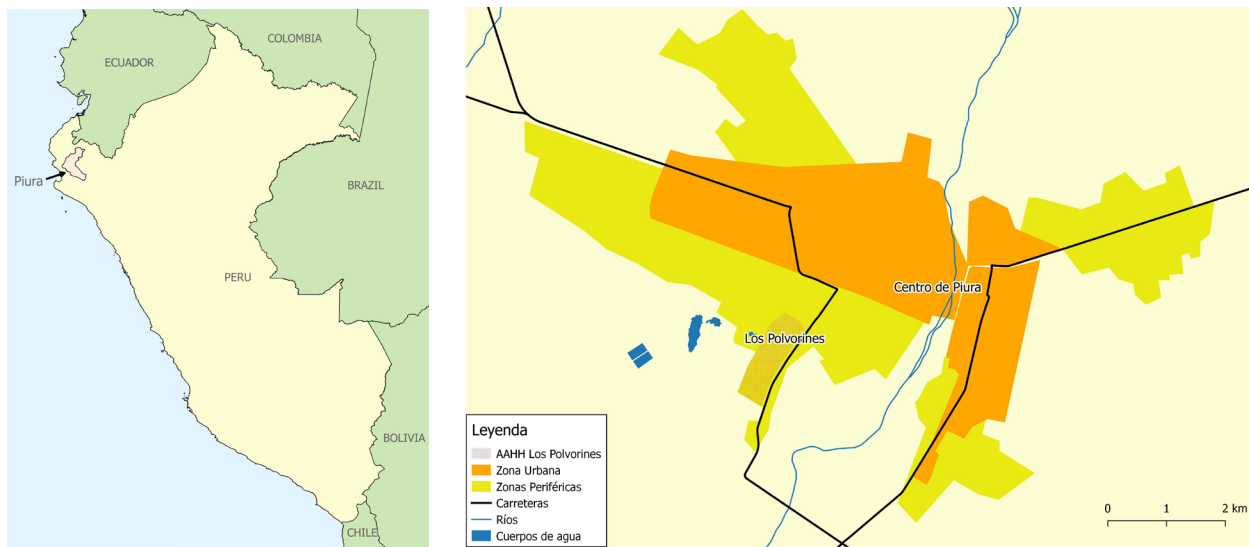 COLOMBIA
ECUADOR
Piura
BRAZIL
PERU
BOLIVIA
CHILE
Centro de Piura
Los Polvorines
Leyenda
AAHH Los Polvorines
Zona Urbana
Zonas Periféricas
Carreteras
Ríos
Cuerpos de agua
0 1 2 km